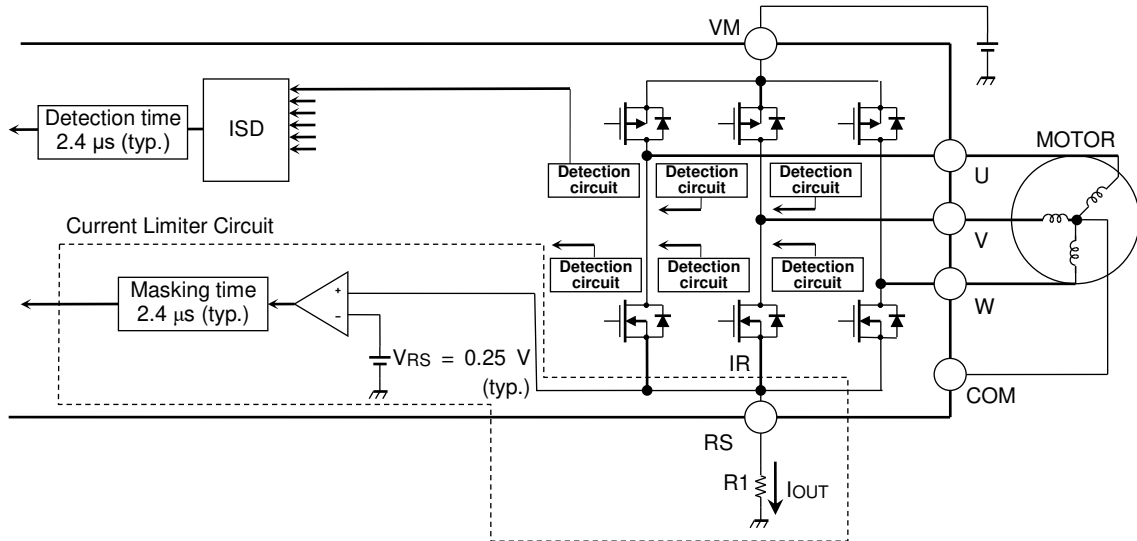 VM
Detection time
2.4 µs (typ.)
ISD
MOTOR
U
Detection
circuit
Detection
circuit
Detection
circuit
Current Limiter Circuit
V
Detection
circuit
Detection
circuit
Detection
circuit
Masking time
2.4 µs (typ.)
+
−
W
VRS = 0.25 V
(typ.)
IR
COM
RS
R1
IOUT